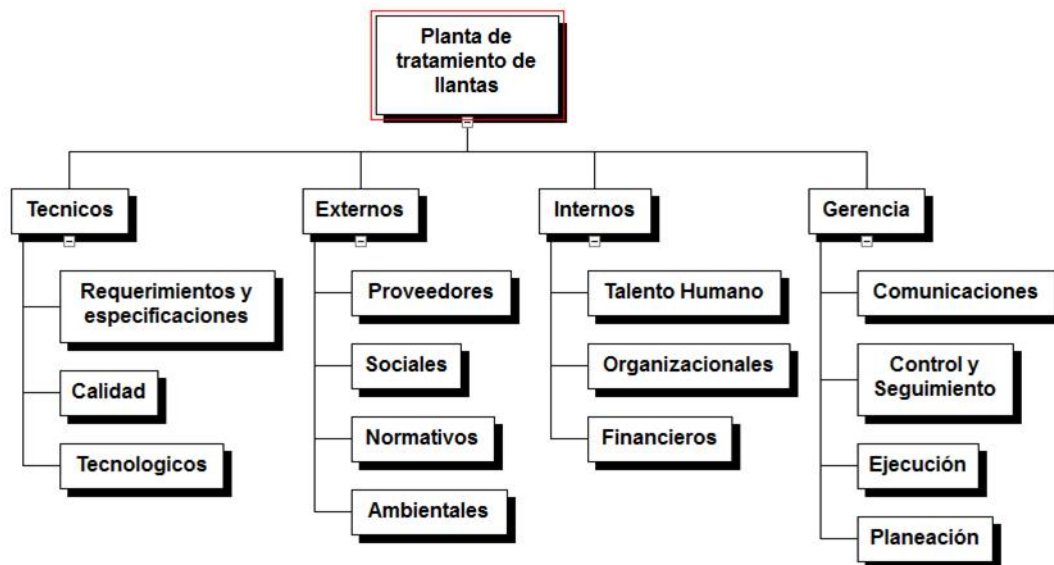 Planta de
tratamiento de
llantas
Tecnicos
Externos
Internos
Gerencia
Requerimientos y
especificaciones
Calidad
Tecnologicos
Proveedores
Sociales
Normativos
Ambientales
Talento Humano
Organizacionales
Financieros
Comunicaciones
Control y
Seguimiento
Ejecución
Planeación